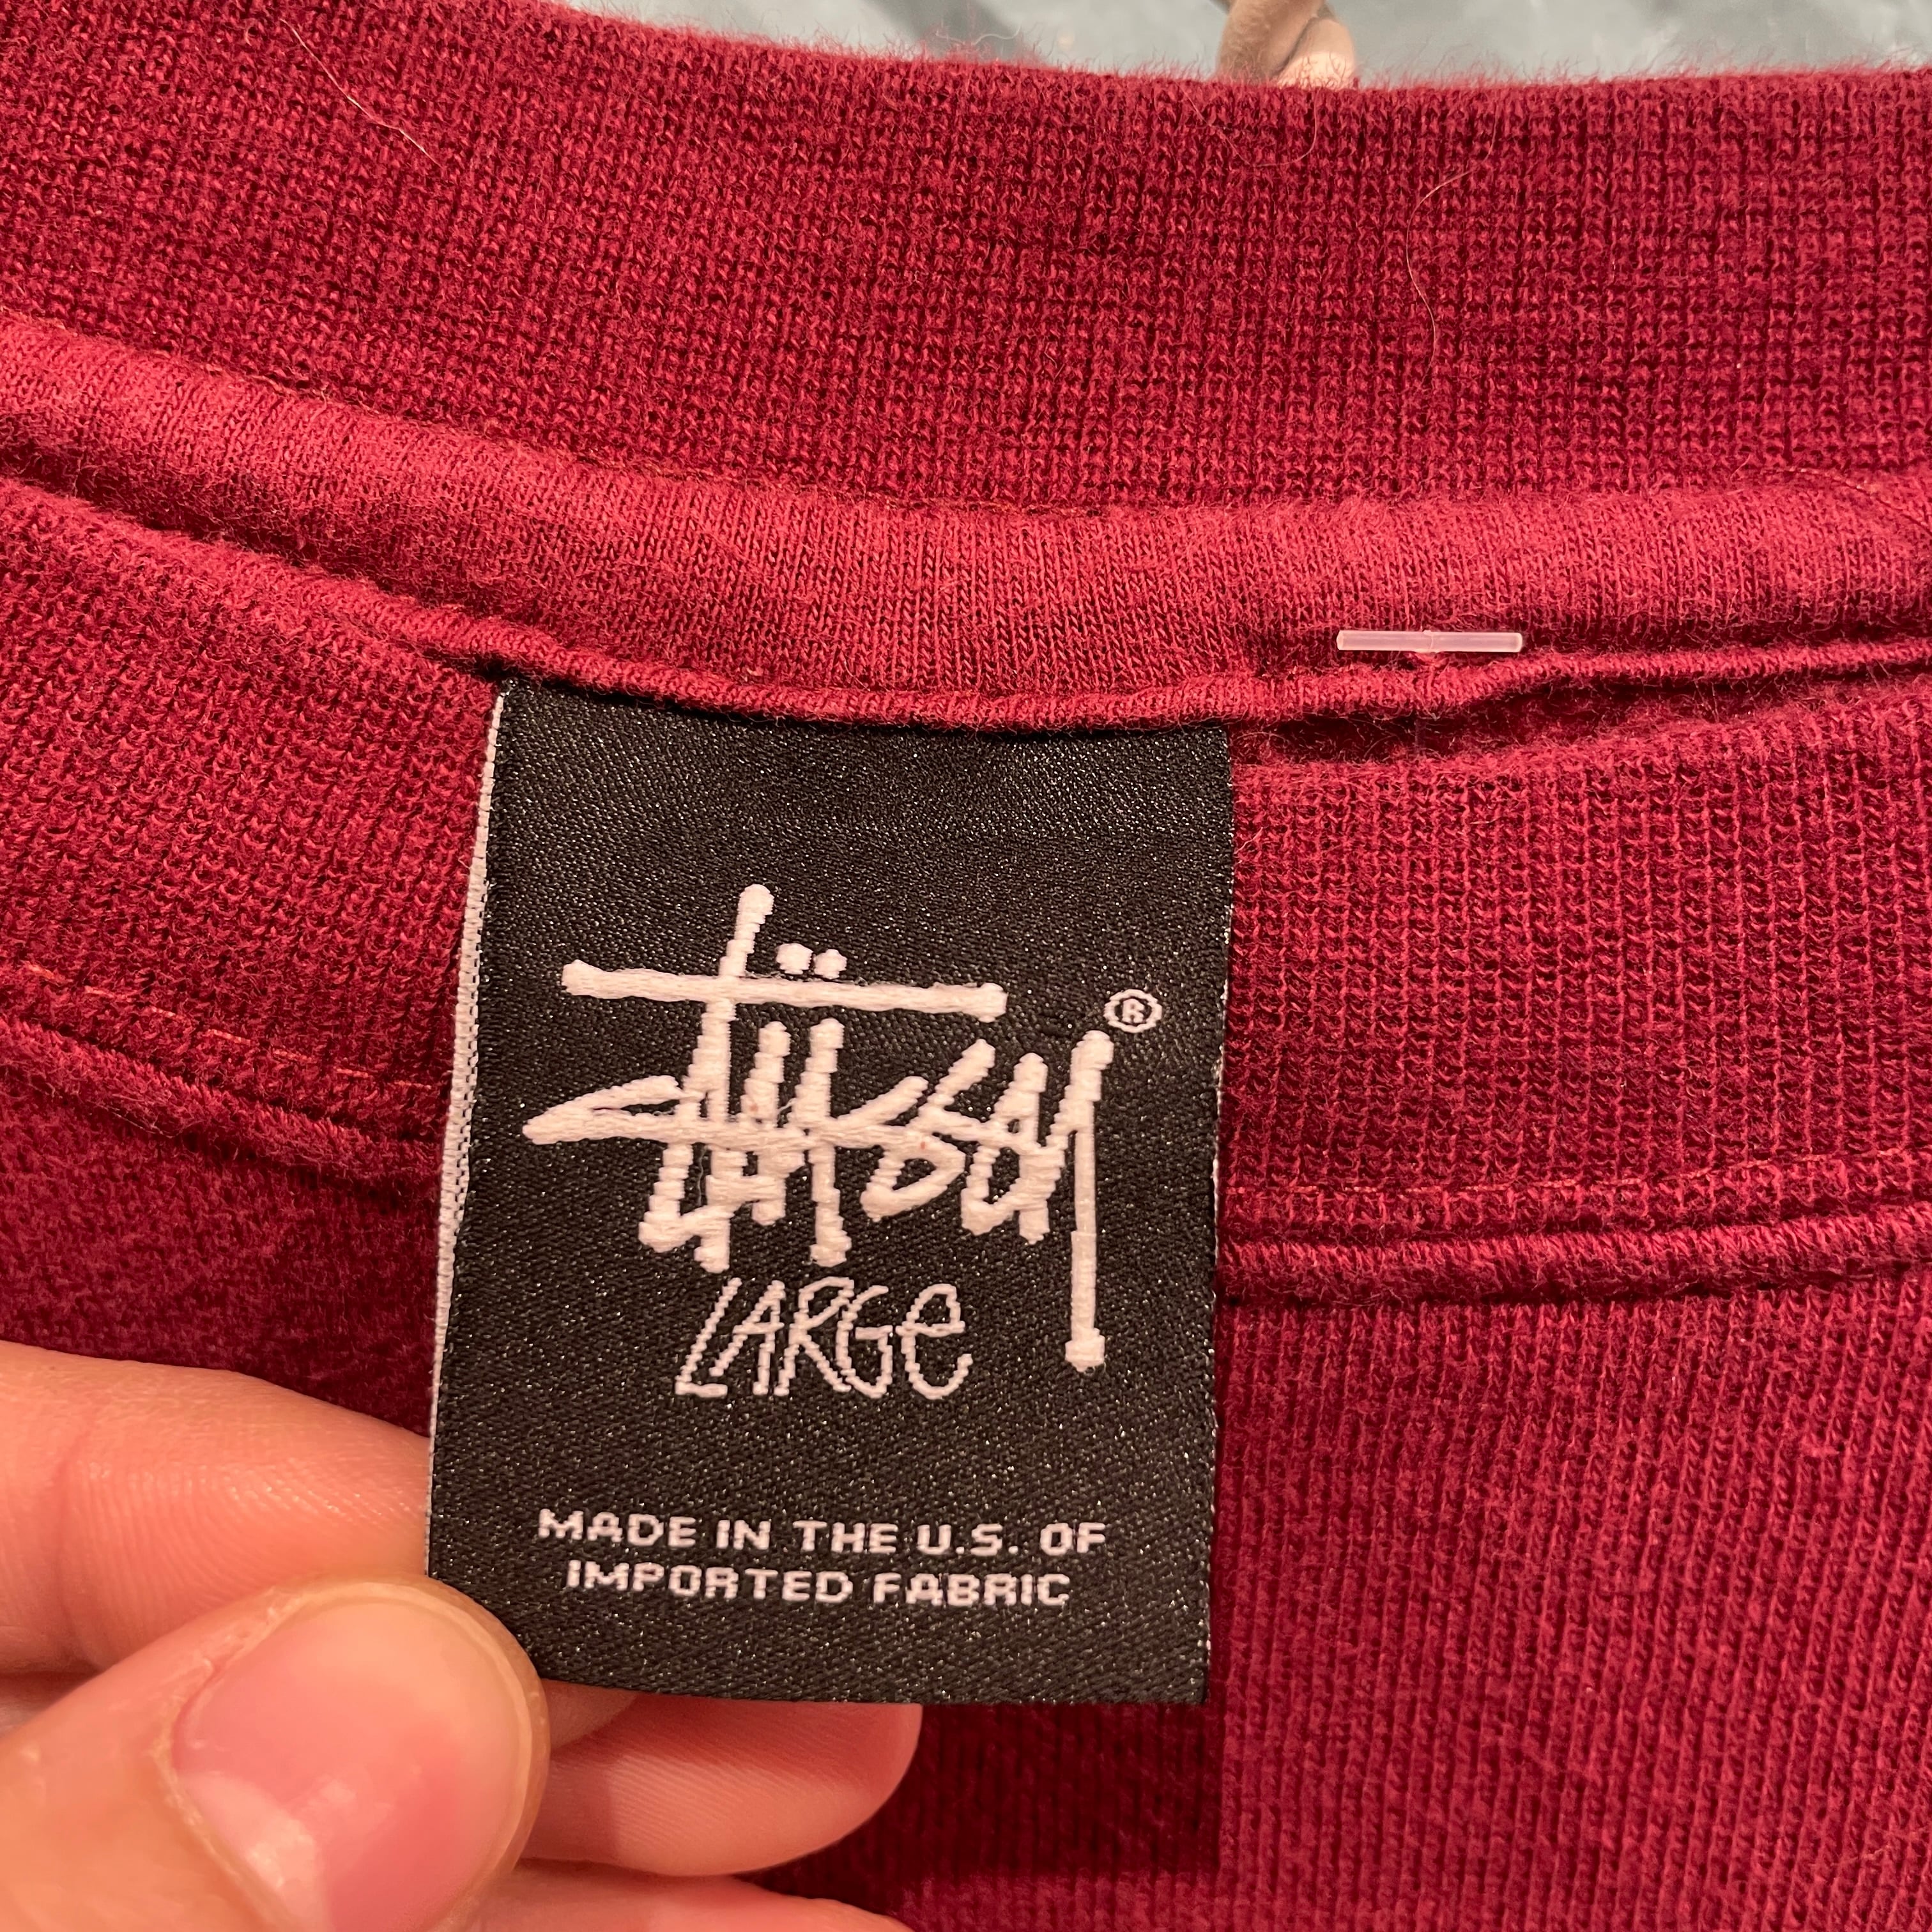 Stüssy ®
LARGe
MADE IN THE U.S. OF
IMPORTED FABRIC